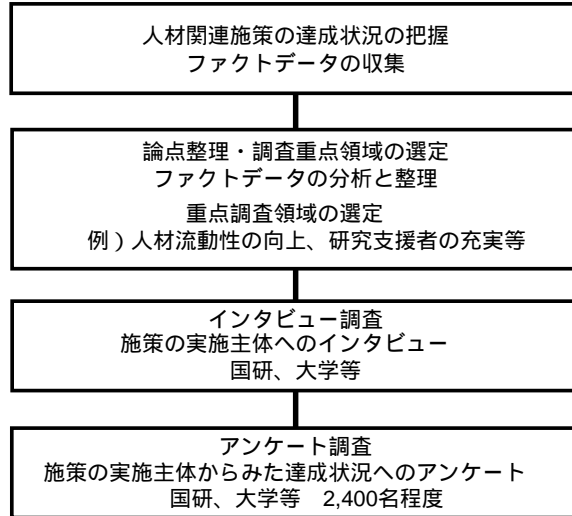 人材関連施策の達成状況の把握
ファクトデータの収集
論点整理・調査重点領域の選定
ファクトデータの分析と整理
重点調査領域の選定
例）人材流動性の向上、研究支援者の充実等
インタビュー調査
施策の実施主体へのインタビュー
国研、大学等
アンケート調査
施策の実施主体からみた達成状況へのアンケート
国研、大学等　2,400名程度